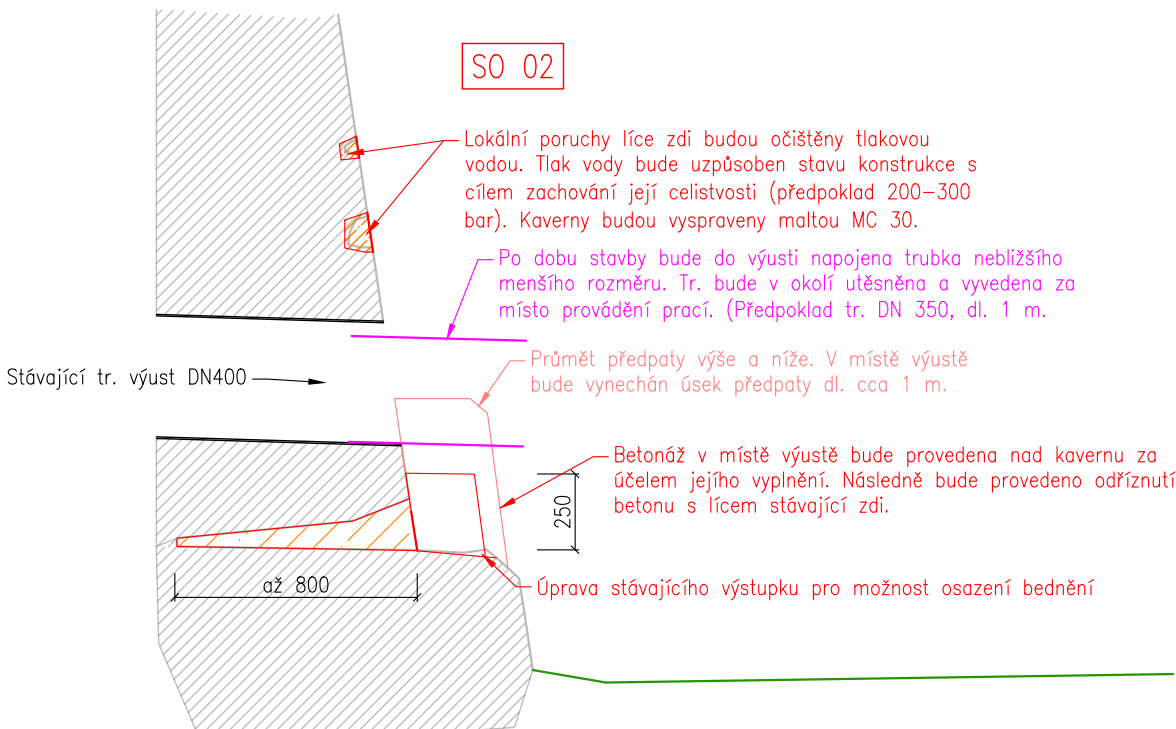 SO 02
Lokální poruchy líce zdi budou očištěny tlakovou
vodou. Tlak vody bude uzpůsoben stavu konstrukce s
cílem zachování její celistvosti (předpoklad 200-300
bar). Kaverny budou vyspraveny maltou MC 30.
Po dobu stavby bude do výusti napojena trubka nebližšího
menšího rozměru. Tr. bude v okolí utěsněna a vyvedena za
místo provádění prací. (Předpoklad tr. DN 350, dl. 1 m.
Průmět předpaty výše a níže. V místě výustě
bude vynechán úsek předpaty dl. cca 1 m.
Stávající tr. výust DN400
Betonáž v místě výustě bude provedena nad kavernu za
účelem jejího vyplnění. Následně bude provedeno odříznutí
betonu s lícem stávající zdi.
250
až 800
Úprava stávajícího výstupku pro možnost osazení bednění